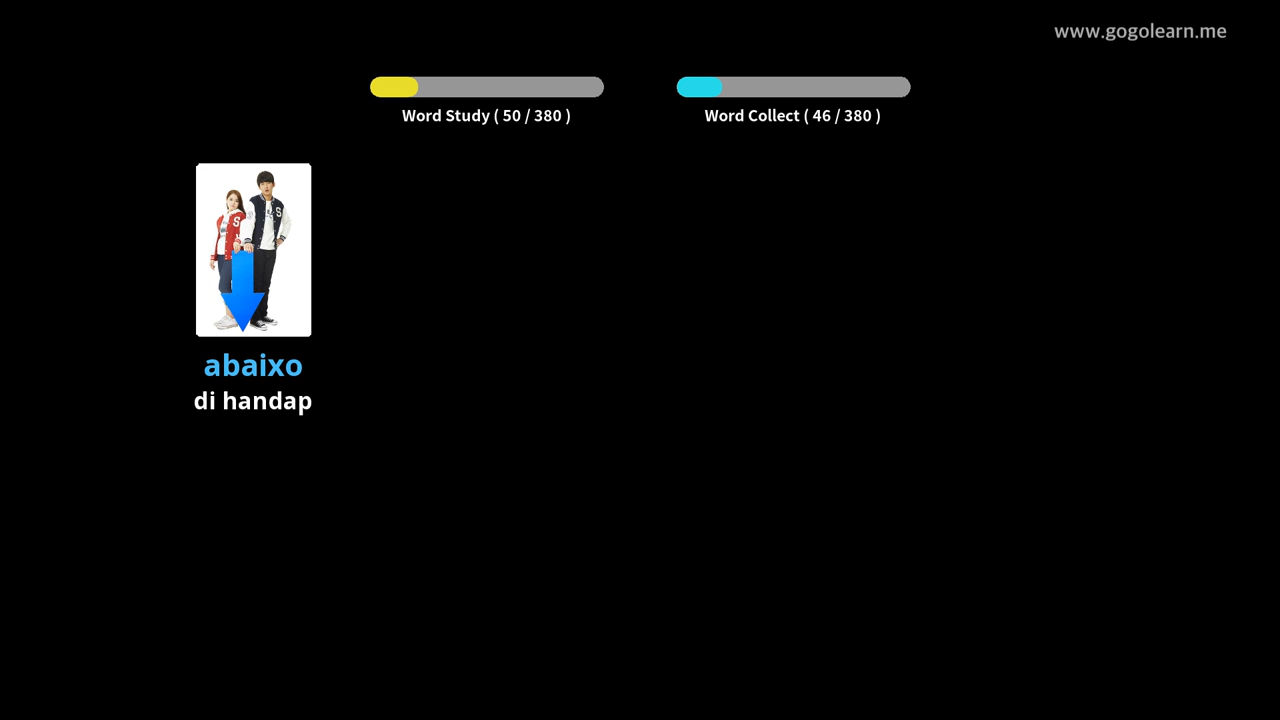 www.gogolearn.me
Word Study ( 50 / 380 )
Word Collect ( 46 / 380 )
S
S
abaixo
di handap